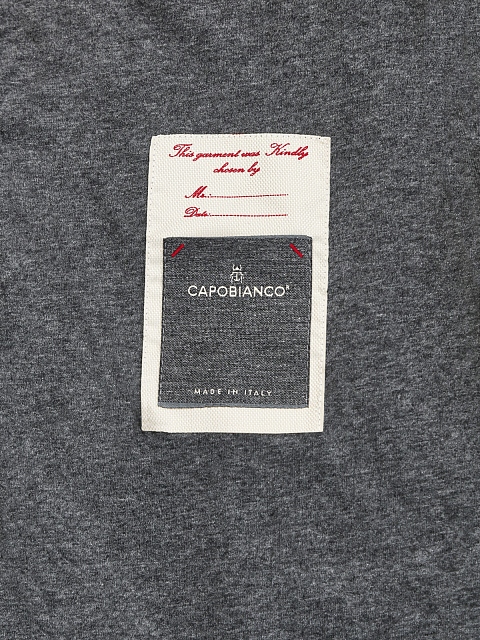 This garment was Kindly
chosen by
Mr.:
Date:
CAPOBIANCO®
MADE IN ITALY